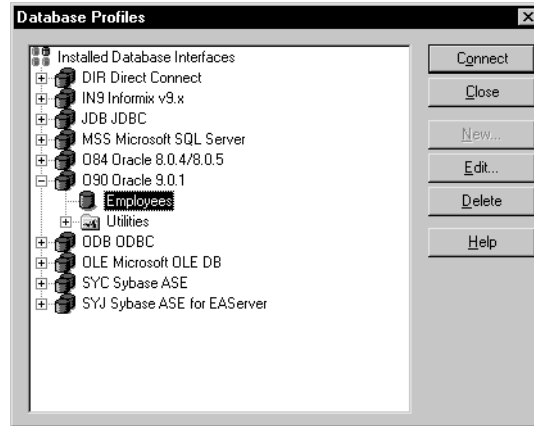 Database Profiles
Installed Database Interfaces
DIR Direct Connect
IN9 Informix v9.x
JDB JDBC
MSS Microsoft SQL Server
O84 Oracle 8.0.4/8.0.5
O90 Oracle 9.0.1
Employees
Utilities
ODB ODBC
OLE Microsoft OLE DB
SYC Sybase ASE
SYJ Sybase ASE for EAServer
Connect
Close
New...
Edit...
Delete
Help